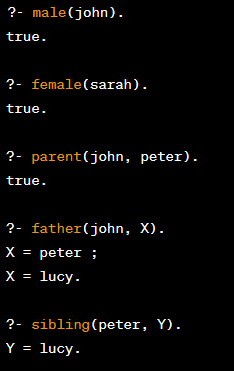 ?- male(john).
true.
?- female(sarah).
true.
?- parent(john, peter).
true.
?- father(john, X).
X = peter ;
X = lucy.
?- sibling(peter, Y).
Y = lucy.